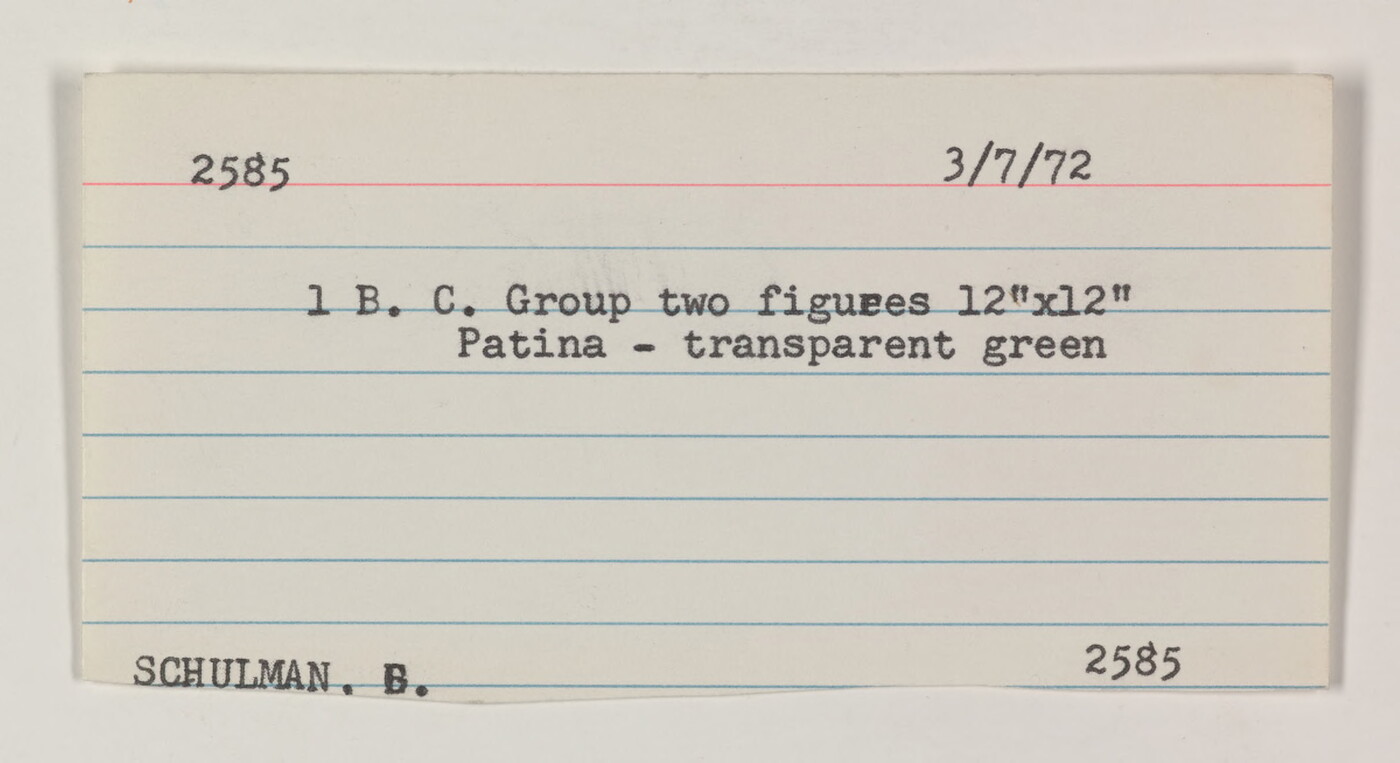 2585 3/7/72
1 B. C. Group two figures 12"x12"
Patina - transparent green
SCHULMAN. B. 2585